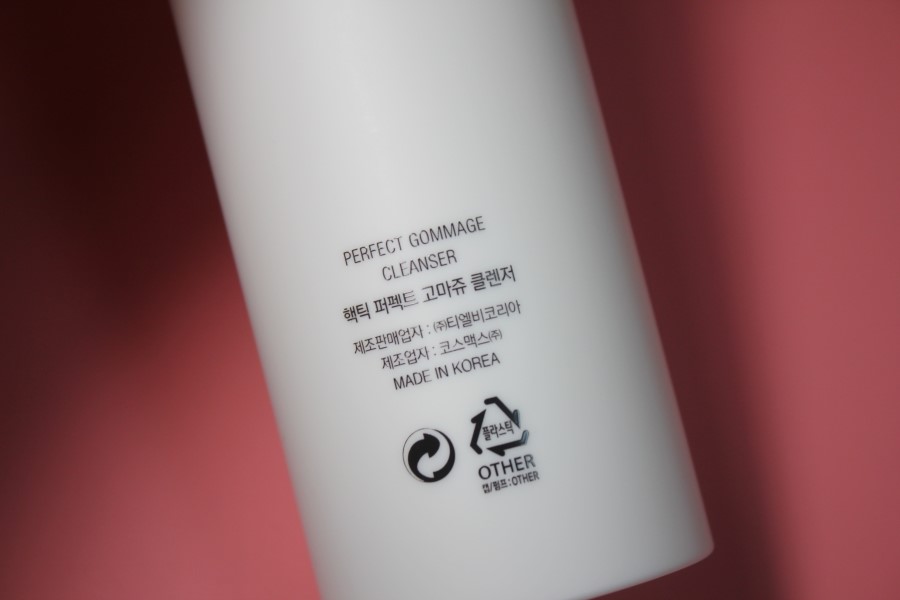 PERFECT GOMMAGE
CLEANSER
핵틱 퍼펙트 고마쥬 클렌저
제조판매업자 : ㈜티엘비코리아
제조업자 : 코스맥스㈜
MADE IN KOREA
플라스틱
OTHER
캡/펌프:OTHER